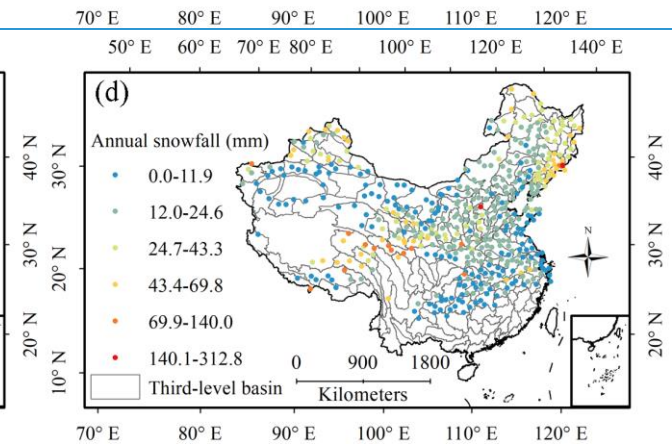 70° E 80° E 90° E 100° E 110° E 120° E
50° E 60° E 70° E 80° E 100° E 120° E 140° E
(d)
Annual snowfall (mm)
0.0-11.9
12.0-24.6
24.7-43.3
43.4-69.8
69.9-140.0
140.1-312.8
Third-level basin
0 900 1800
Kilometers
N
40° N
30° N
20° N
30° N
20° N
10° N
40° N
30° N
20° N
70° E 80° E 90° E 100° E 110° E 120° E